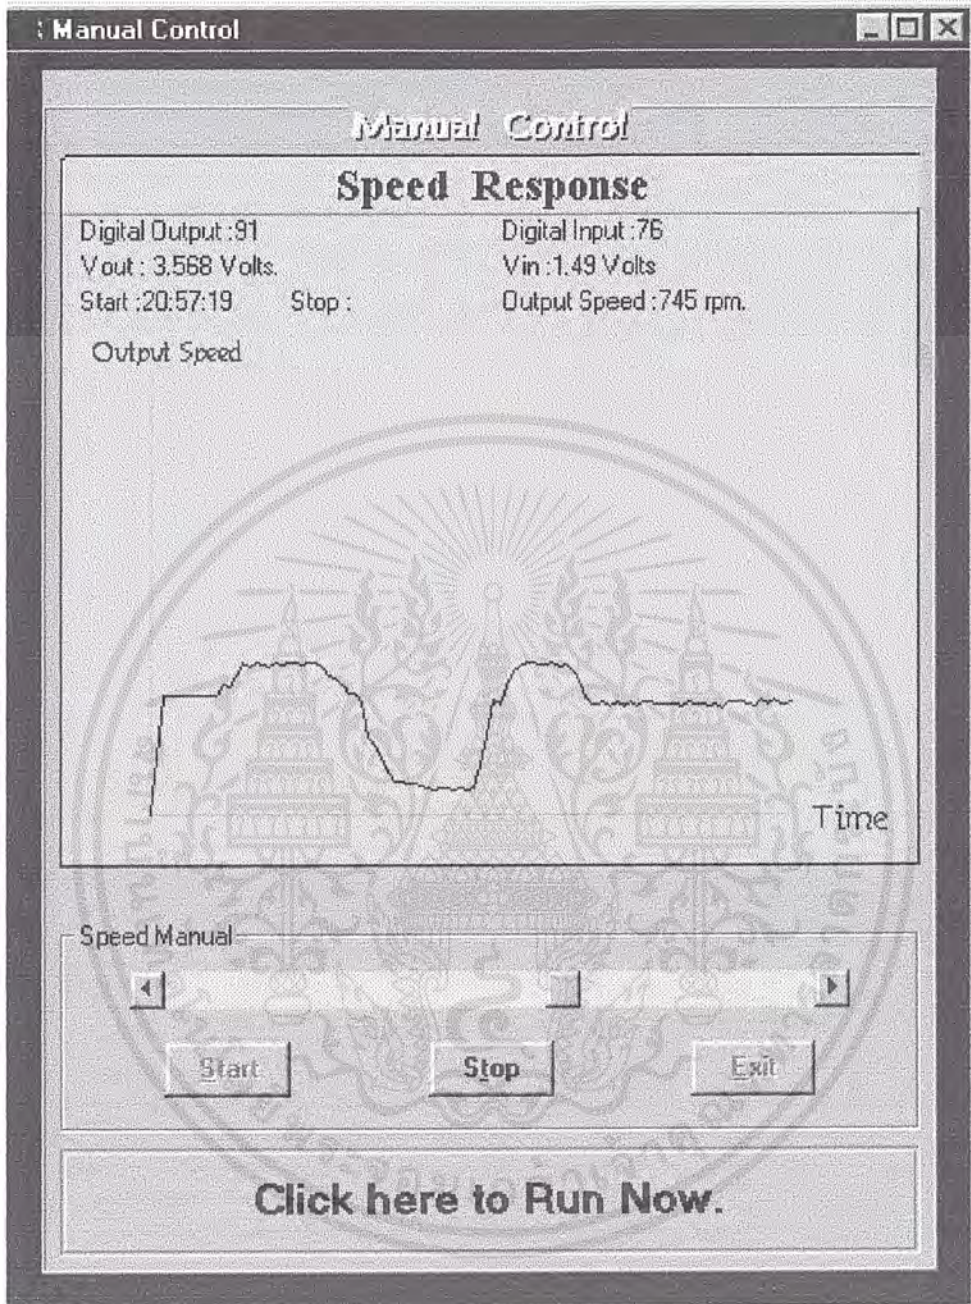 Manual Control
Manual Control
Speed Response
Digital Output :91
Digital Input :76
Vout : 3.568 Volts.
Vin :1.49 Volts
Start :20:57:19 Stop :
Output Speed :745 rpm.
Output Speed
Time
Speed Manual
Start
Stop
Exit
Click here to Run Now.